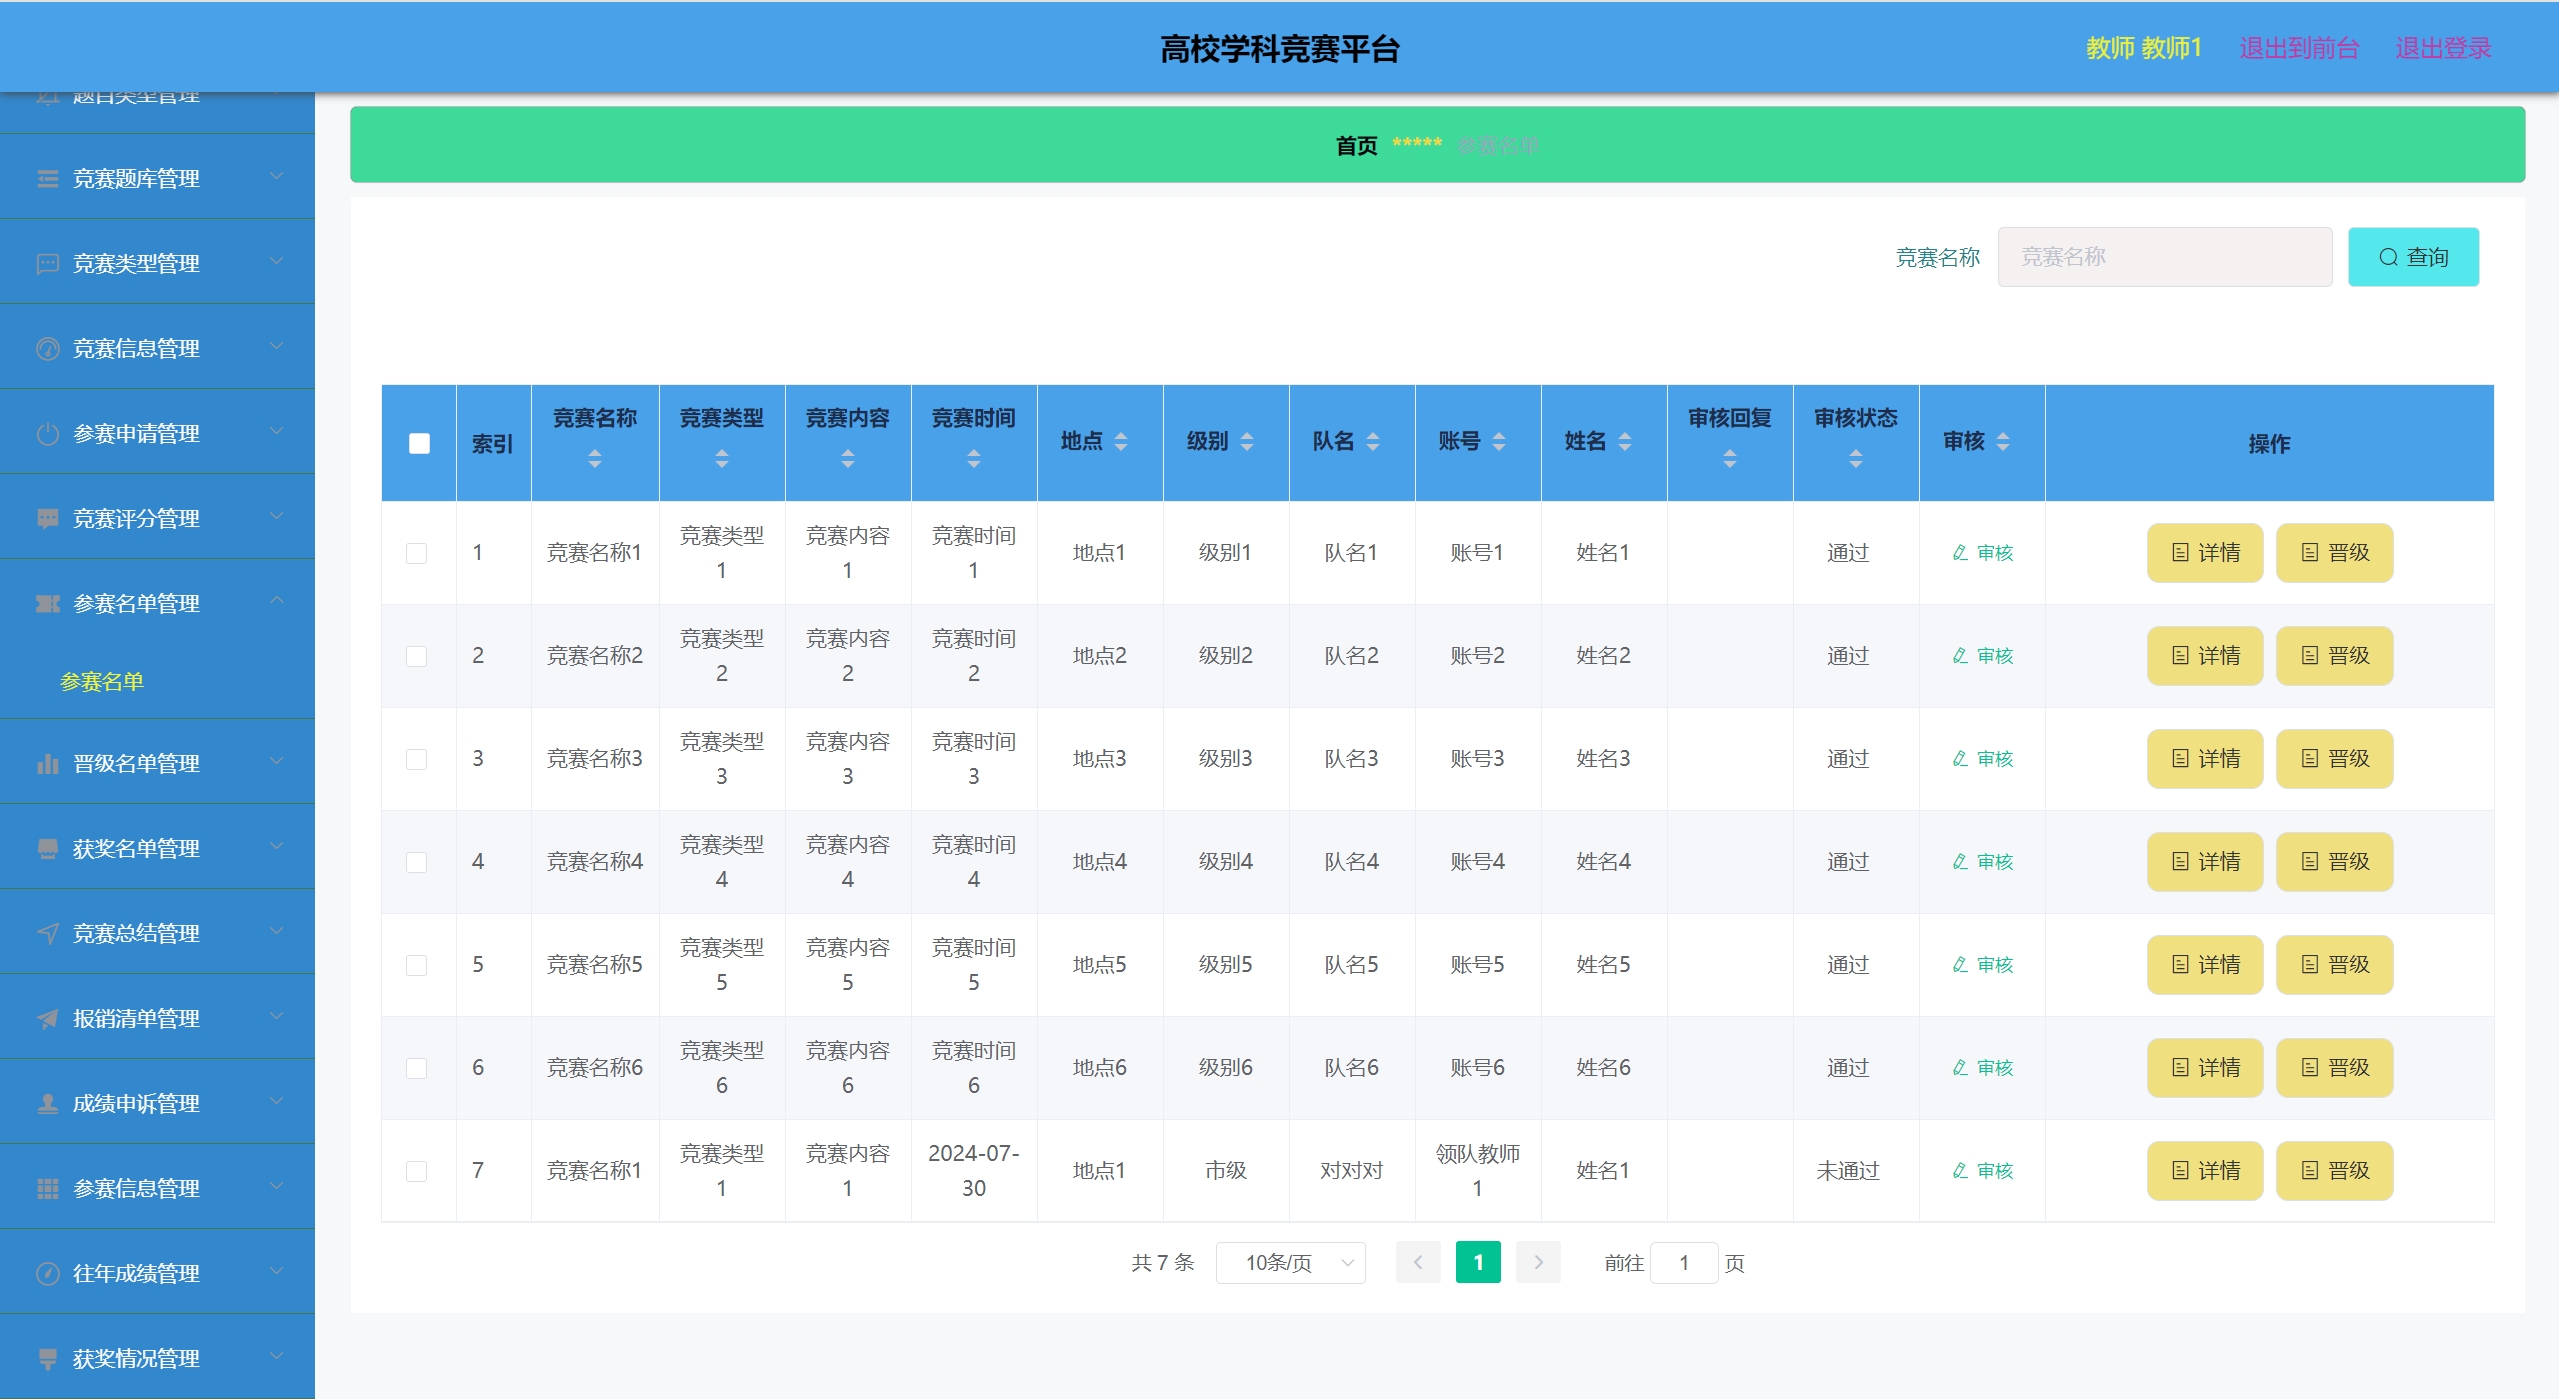 高校学科竞赛平台
教师 教师1 退出到前台 退出登录
题目类型管理
竞赛题库管理
竞赛类型管理
竞赛信息管理
参赛申请管理
竞赛评分管理
参赛名单管理
参赛名单
晋级名单管理
获奖名单管理
竞赛总结管理
报销清单管理
成绩申诉管理
参赛信息管理
往年成绩管理
获奖情况管理
首页 ***** 参赛名单
竞赛名称 竞赛名称 查询
索引 竞赛名称 竞赛类型 竞赛内容 竞赛时间 地点 级别 队名 账号 姓名 审核回复 审核状态 审核 操作
1 竞赛名称1 竞赛类型1 竞赛内容1 竞赛时间1 地点1 级别1 队名1 账号1 姓名1 通过 审核 详情 晋级
2 竞赛名称2 竞赛类型2 竞赛内容2 竞赛时间2 地点2 级别2 队名2 账号2 姓名2 通过 审核 详情 晋级
3 竞赛名称3 竞赛类型3 竞赛内容3 竞赛时间3 地点3 级别3 队名3 账号3 姓名3 通过 审核 详情 晋级
4 竞赛名称4 竞赛类型4 竞赛内容4 竞赛时间4 地点4 级别4 队名4 账号4 姓名4 通过 审核 详情 晋级
5 竞赛名称5 竞赛类型5 竞赛内容5 竞赛时间5 地点5 级别5 队名5 账号5 姓名5 通过 审核 详情 晋级
6 竞赛名称6 竞赛类型6 竞赛内容6 竞赛时间6 地点6 级别6 队名6 账号6 姓名6 通过 审核 详情 晋级
7 竞赛名称1 竞赛类型1 竞赛内容1 2024-07-30 地点1 市级 对对对 领队教师1 姓名1 未通过 审核 详情 晋级
共 7 条 10条/页 1 前往 1 页